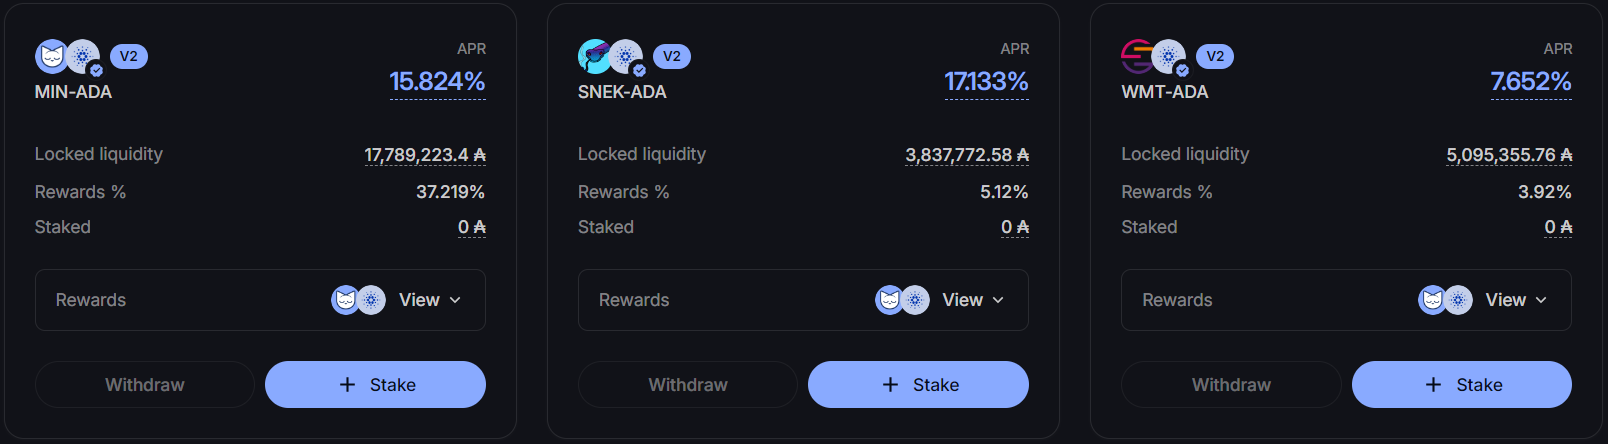 V2
APR
15.824%
MIN-ADA
Locked liquidity 17,789,223.4 ₳
Rewards % 37.219%
Staked 0 ₳
Rewards View
Withdraw + Stake
V2
APR
17.133%
SNEK-ADA
Locked liquidity 3,837,772.58 ₳
Rewards % 5.12%
Staked 0 ₳
Rewards View
Withdraw + Stake
V2
APR
7.652%
WMT-ADA
Locked liquidity 5,095,355.76 ₳
Rewards % 3.92%
Staked 0 ₳
Rewards View
Withdraw + Stake